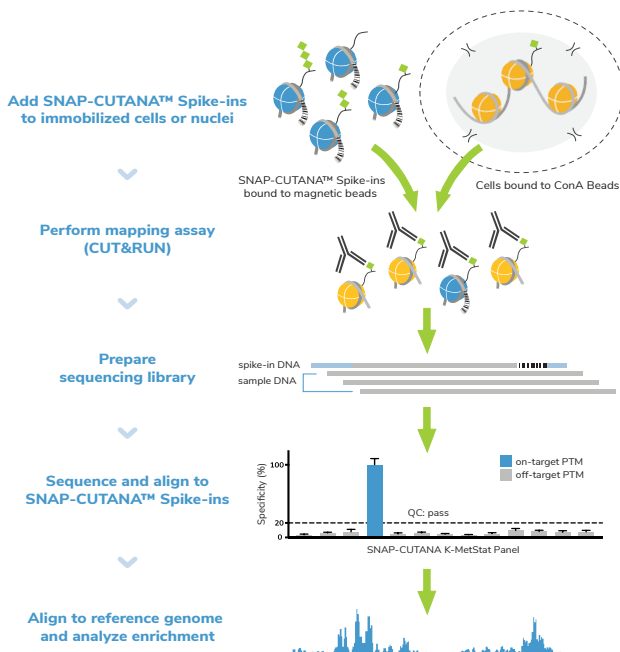 Add SNAP-CUTANA™ Spike-ins
to immobilized cells or nuclei
SNAP-CUTANA™ Spike-ins
bound to magnetic beads
Cells bound to ConA Beads
Perform mapping assay
(CUT&RUN)
Prepare
sequencing library
spike-in DNA
sample DNA
Sequence and align to
SNAP-CUTANA™ Spike-ins
Specificity (%)
100
20
0
on-target PTM
off-target PTM
QC: pass
SNAP-CUTANA K-MetStat Panel
Align to reference genome
and analyze enrichment